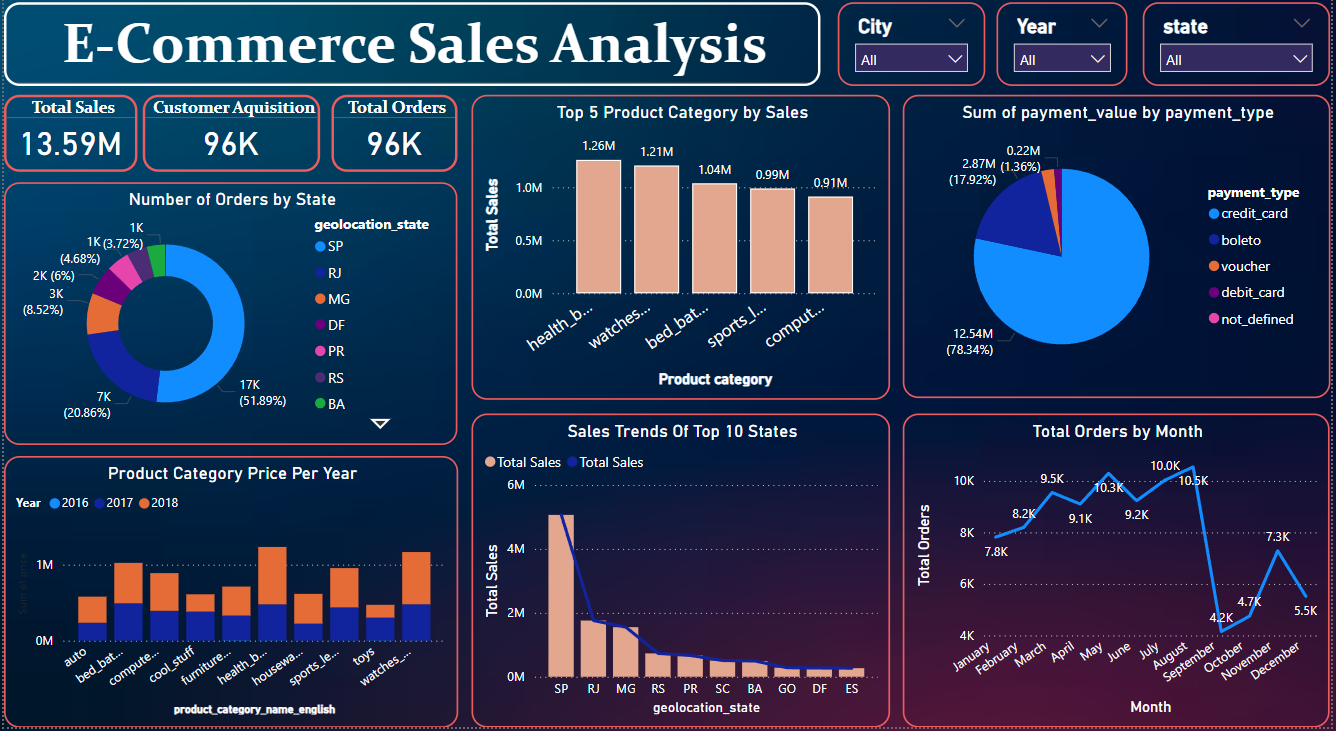 E-Commerce Sales Analysis
City
All
Year
All
state
All
Total Sales
13.59M
Customer Aquisition
96K
Total Orders
96K
Number of Orders by State
1K
(3.72%)
1K
(4.68%)
2K (6%)
3K
(8.52%)
7K
(20.86%)
17K
(51.89%)
geolocation_state
SP
RJ
MG
DF
PR
RS
BA
Top 5 Product Category by Sales
Total Sales
1.0M
0.5M
0.0M
1.26M
1.21M
1.04M
0.99M
0.91M
health_b...
watches...
bed_bat...
sports_l...
comput...
Product category
Sum of payment_value by payment_type
0.22M
(1.36%)
2.87M
(17.92%)
12.54M
(78.34%)
payment_type
credit_card
boleto
voucher
debit_card
not_defined
Product Category Price Per Year
Year 2016 2017 2018
Sum of price
1M
0M
auto
bed_bat...
compute...
cool_stuff
furniture...
health_b...
housewa...
sports_le...
toys
watches_...
product_category_name_english
Sales Trends Of Top 10 States
Total Sales Total Sales
Total Sales
6M
4M
2M
0M
SP RJ MG RS PR SC BA GO DF ES
geolocation_state
Total Orders by Month
Total Orders
10K
8K
6K
4K
7.8K
8.2K
9.5K
9.1K
10.3K
9.2K
10.0K
10.5K
4.2K
4.7K
7.3K
5.5K
January
February
March
April
May
June
July
August
September
October
November
December
Month